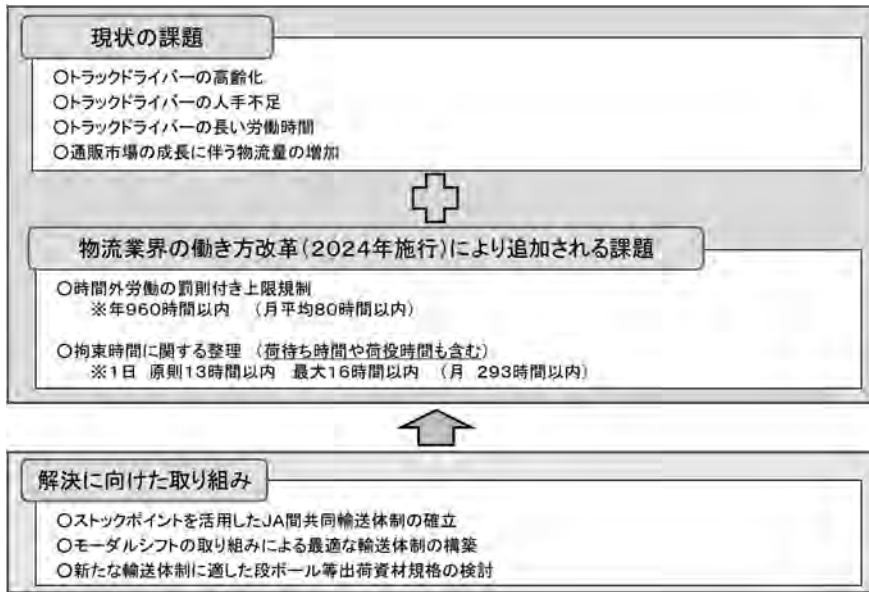 現状の課題
○トラックドライバーの高齢化
○トラックドライバーの人手不足
○トラックドライバーの長い労働時間
○通販市場の成長に伴う物流量の増加
物流業界の働き方改革(2024年施行)により追加される課題
○時間外労働の罰則付き上限規制
※年960時間以内 (月平均80時間以内)
○拘束時間に関する整理 (荷待ち時間や荷役時間も含む)
※1日 原則13時間以内 最大16時間以内 (月 293時間以内)
解決に向けた取り組み
○ストックポイントを活用したJA間共同輸送体制の確立
○モーダルシフトの取り組みによる最適な輸送体制の構築
○新たな輸送体制に適した段ボール等出荷資材規格の検討